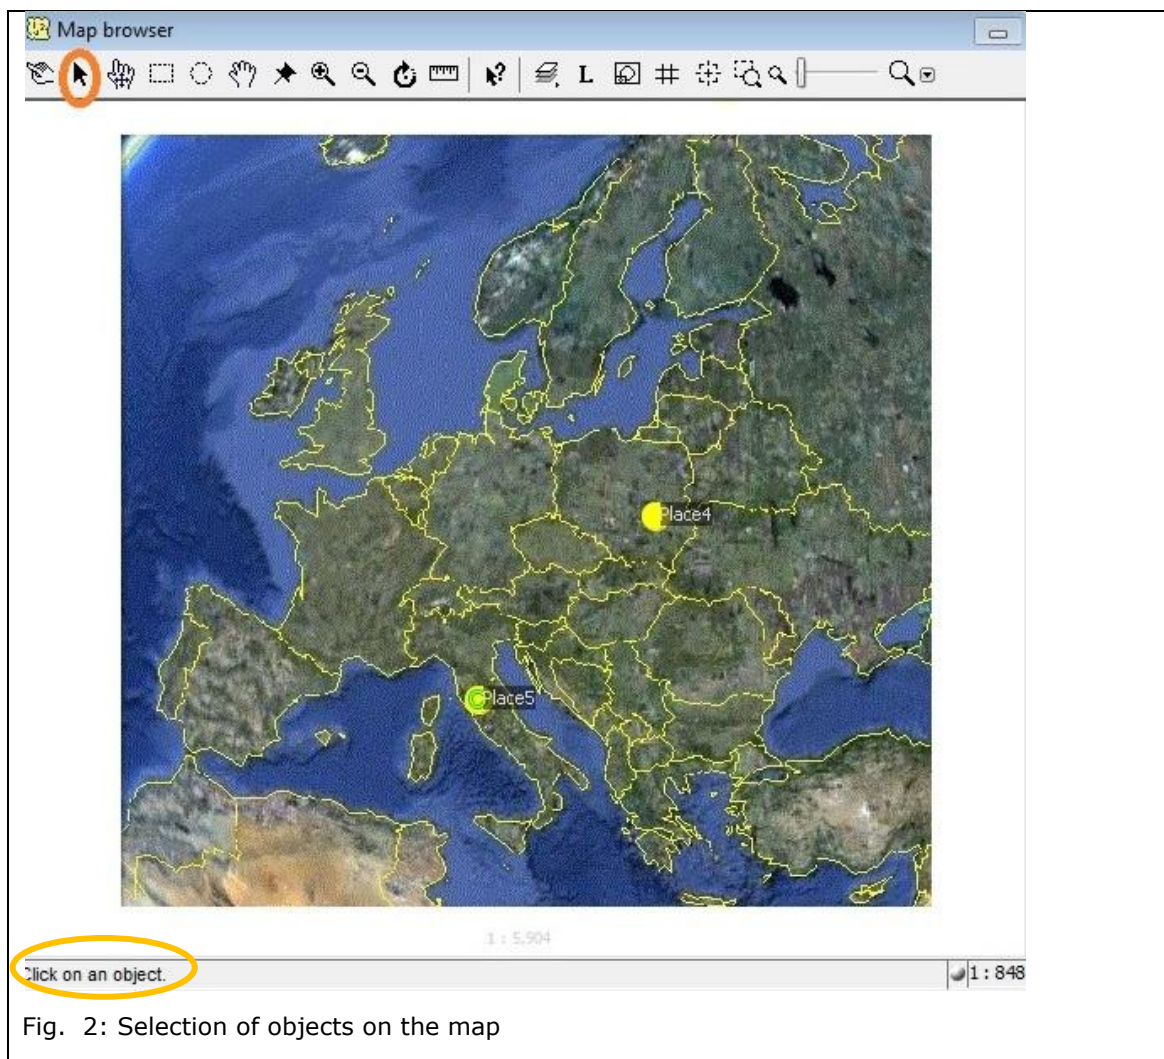 Map browser
L
Place4
Place5
1 : 5,904
Click on an object.
1 : 848
Fig. 2: Selection of objects on the map